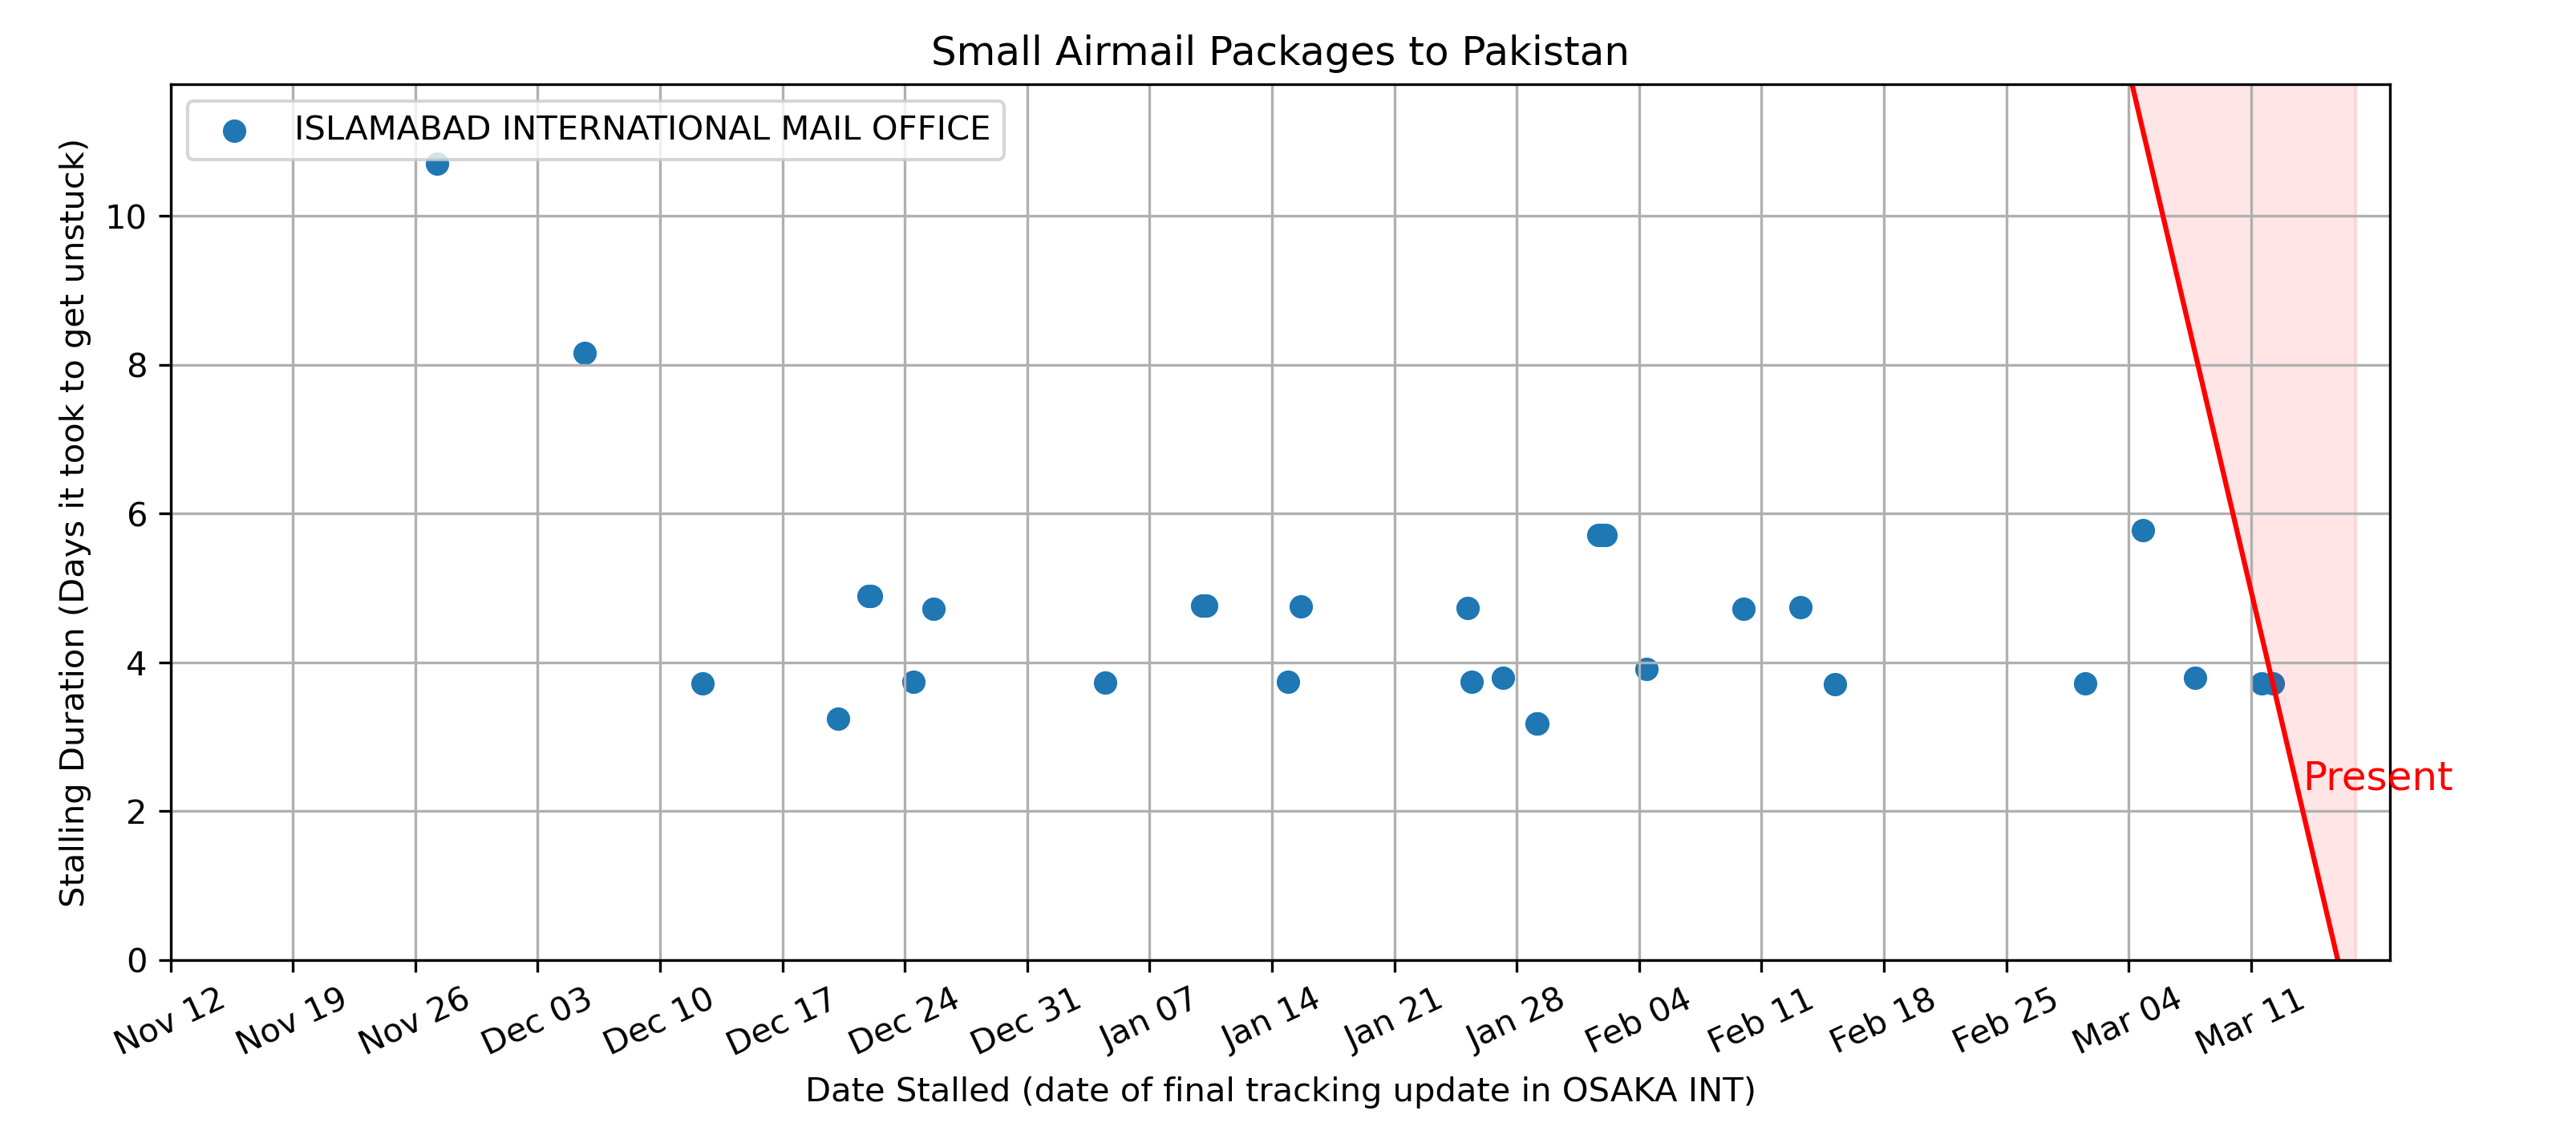 Small Airmail Packages to Pakistan
ISLAMABAD INTERNATIONAL MAIL OFFICE
Stalling Duration (Days it took to get unstuck)
10
8
6
4
2
0
Present
Nov 12
Nov 19
Nov 26
Dec 03
Dec 10
Dec 17
Dec 24
Dec 31
Jan 07
Jan 14
Jan 21
Jan 28
Feb 04
Feb 11
Feb 18
Feb 25
Mar 04
Mar 11
Date Stalled (date of final tracking update in OSAKA INT)